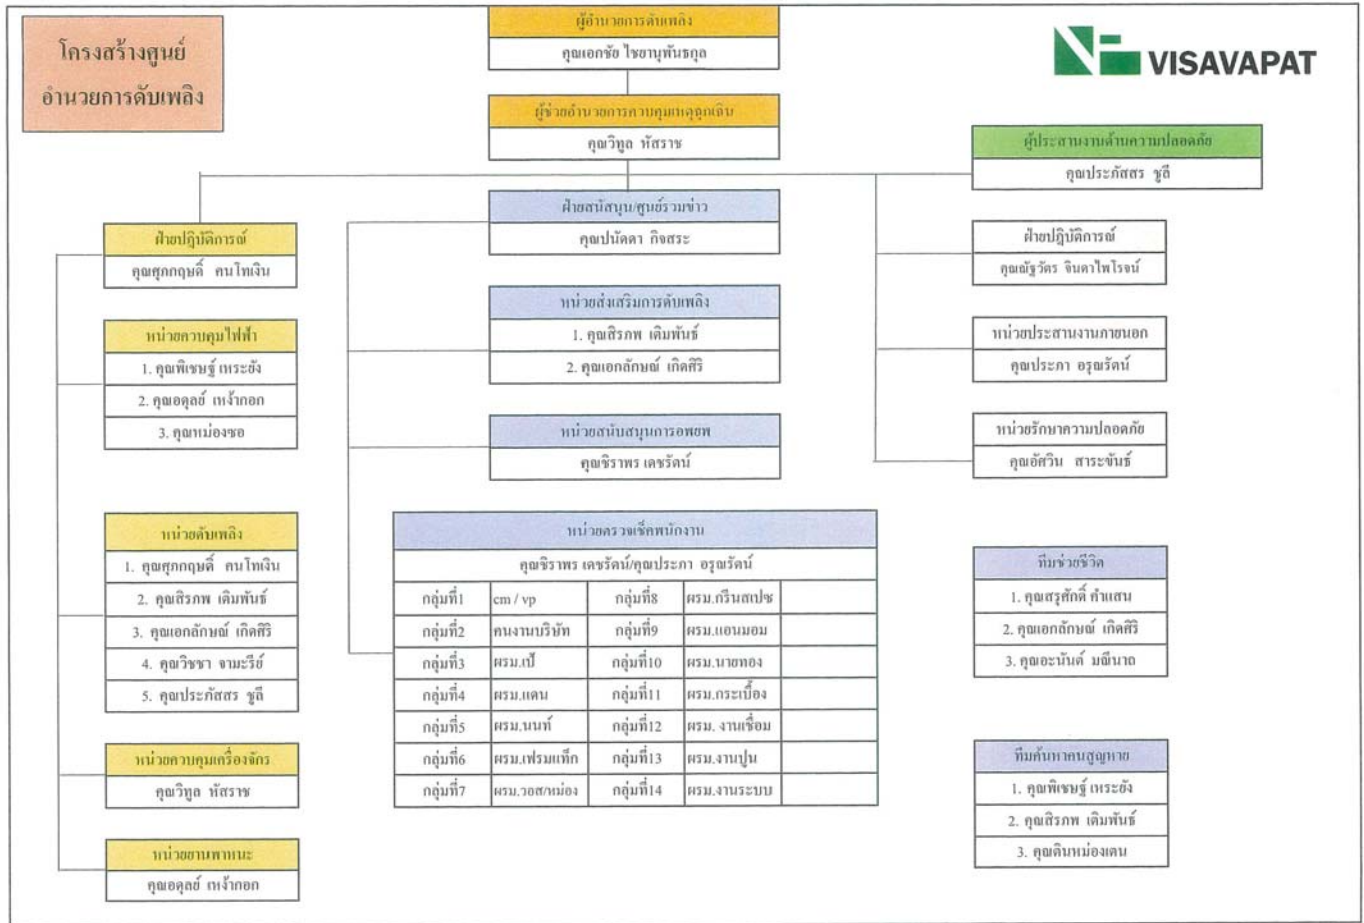 โครงสร้างศูนย์
อำนวยการดับเพลิง
ผู้อำนวยการดับเพลิง
คุณเอกชัย ไชยานุพันธกุล
VISAVAPAT
ผู้ช่วยอำนวยการควบคุมเหตุฉุกเฉิน
คุณวิทูล หัสราช
ผู้ประสานงานด้านความปลอดภัย
คุณประภัสสร ชูลี
ฝ่ายปฎิบัติการณ์
คุณศุภกฤษดิ์ คนโทเงิน
หน่วยควบคุมไฟฟ้า
1. คุณพิเชษฐ์ เหระยัง
2. คุณอดุลย์ เหง้ากอก
3. คุณหม่องซอ
หน่วยดับเพลิง
1. คุณศุภกฤษดิ์ คนโทเงิน
2. คุณสิรภพ เติมพันธ์
3. คุณเอกลักษณ์ เกิดศิริ
4. คุณวิชชา จามะรีย์
5. คุณประภัสสร ชูลี
หน่วยควบคุมเครื่องจักร
คุณวิทูล หัสราช
หน่วยยานพาหนะ
คุณอดุลย์ เหง้ากอก
ฝ่ายสนัสนุน/ศูนย์รวมข่าว
คุณปนัดดา กิจสระ
หน่วยส่งเสริมการดับเพลิง
1. คุณสิรภพ เติมพันธ์
2. คุณเอกลักษณ์ เกิดศิริ
หน่วยสนับสนุนการอพยพ
คุณชิราพร เดชรัตน์
หน่วยตรวจเช็คพนักงาน
คุณชิราพร เดชรัตน์/คุณประภา อรุณรัตน์
กลุ่มที่1 cm / vp กลุ่มที่8 ผรม.กรีนสเปซ
กลุ่มที่2 คนงานบริษัท กลุ่มที่9 ผรม.แอนมอม
กลุ่มที่3 ผรม.เป้ กลุ่มที่10 ผรม.นายทอง
กลุ่มที่4 ผรม.แดน กลุ่มที่11 ผรม.กระเบื้อง
กลุ่มที่5 ผรม.นนท์ กลุ่มที่12 ผรม. งานเชื่อม
กลุ่มที่6 ผรม.เฟรมแท็ก กลุ่มที่13 ผรม.งานปูน
กลุ่มที่7 ผรม.วอส/หม่อง กลุ่มที่14 ผรม.งานระบบ
ฝ่ายปฎิบัติการณ์
คุณณัฐวัตร จินดาไพโรจน์
หน่วยประสานงานภายนอก
คุณประภา อรุณรัตน์
หน่วยรักษาความปลอดภัย
คุณอัศวิน สาระขันธ์
ทีมช่วยชีวิต
1. คุณสรุศักดิ์ คำแสน
2. คุณเอกลักษณ์ เกิดศิริ
3. คุณอะนันต์ มณีนาถ
ทีมค้นหาคนสูญหาย
1. คุณพิเชษฐ์ เหระยัง
2. คุณสิรภพ เติมพันธ์
3. คุณตินหม่องเตน